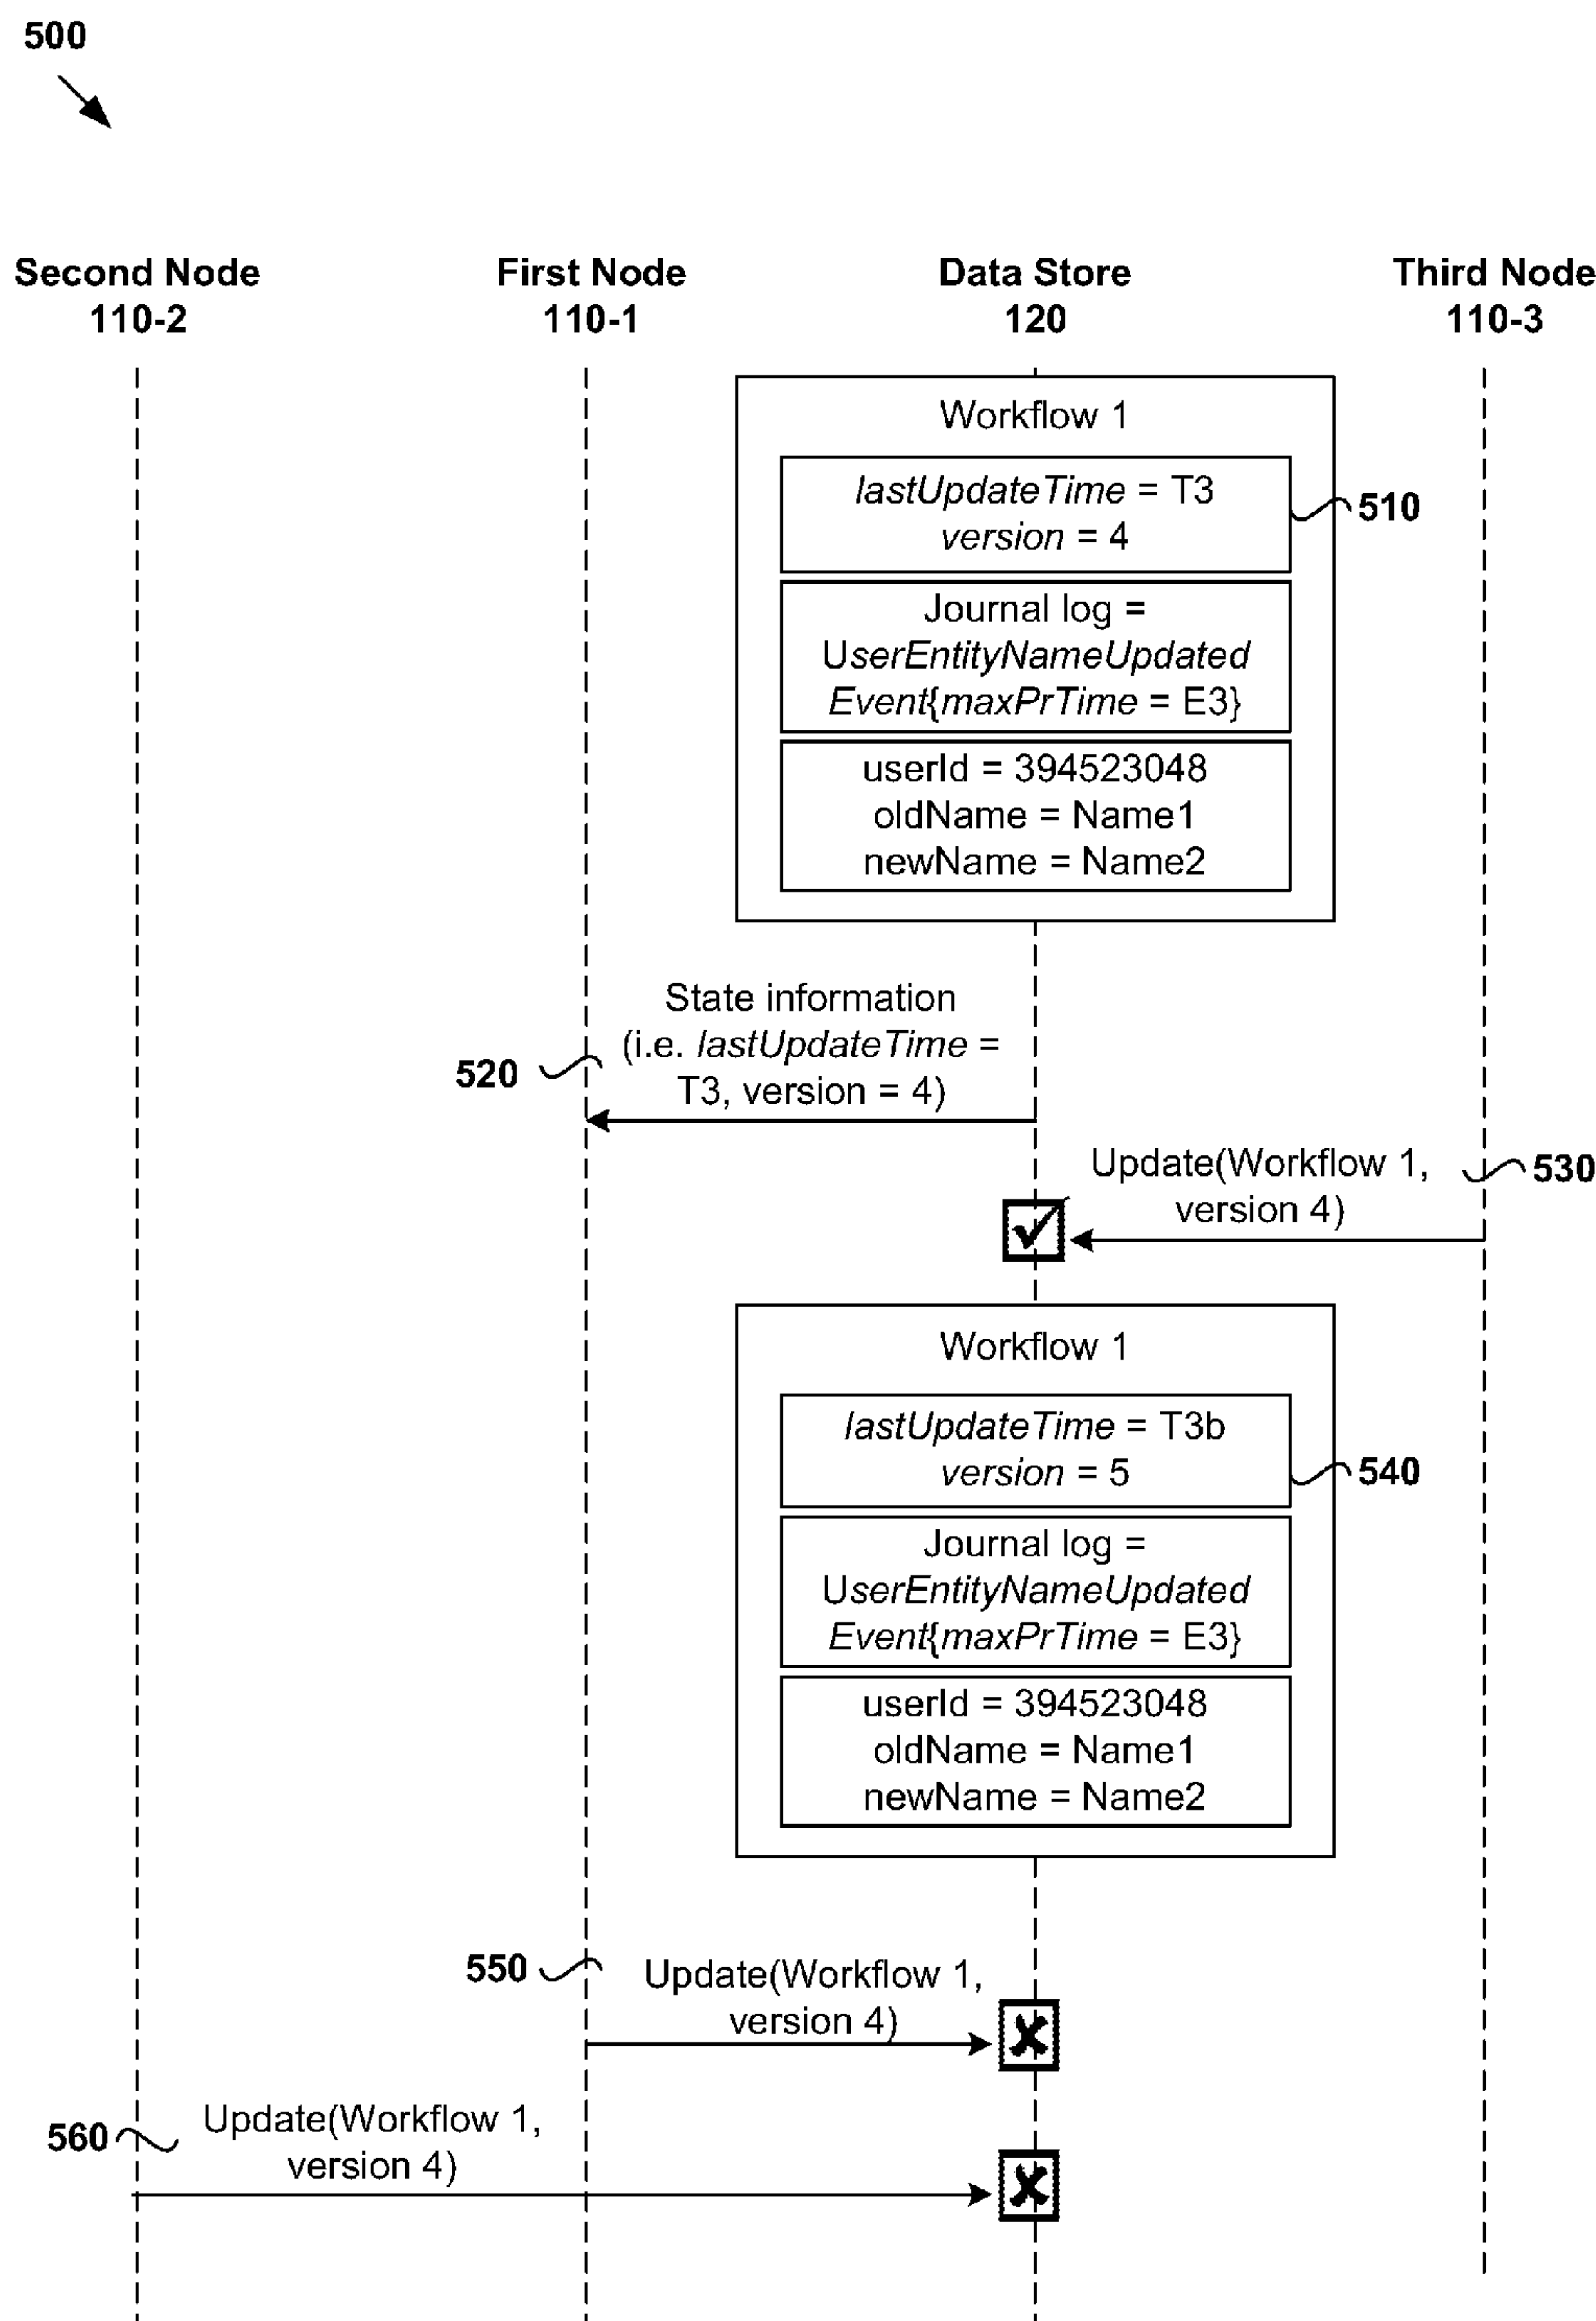 500
Second Node
110-2
First Node
110-1
Data Store
120
Third Node
110-3
Workflow 1
lastUpdateTime = T3
version = 4
510
Journal log =
UserEntityNameUpdated
Event{maxPrTime = E3}
userId = 394523048
oldName = Name1
newName = Name2
State information
(i.e. lastUpdateTime =
T3, version = 4)
520
Update(Workflow 1,
version 4)
530
Workflow 1
lastUpdateTime = T3b
version = 5
540
Journal log =
UserEntityNameUpdated
Event{maxPrTime = E3}
userId = 394523048
oldName = Name1
newName = Name2
550
Update(Workflow 1,
version 4)
560
Update(Workflow 1,
version 4)